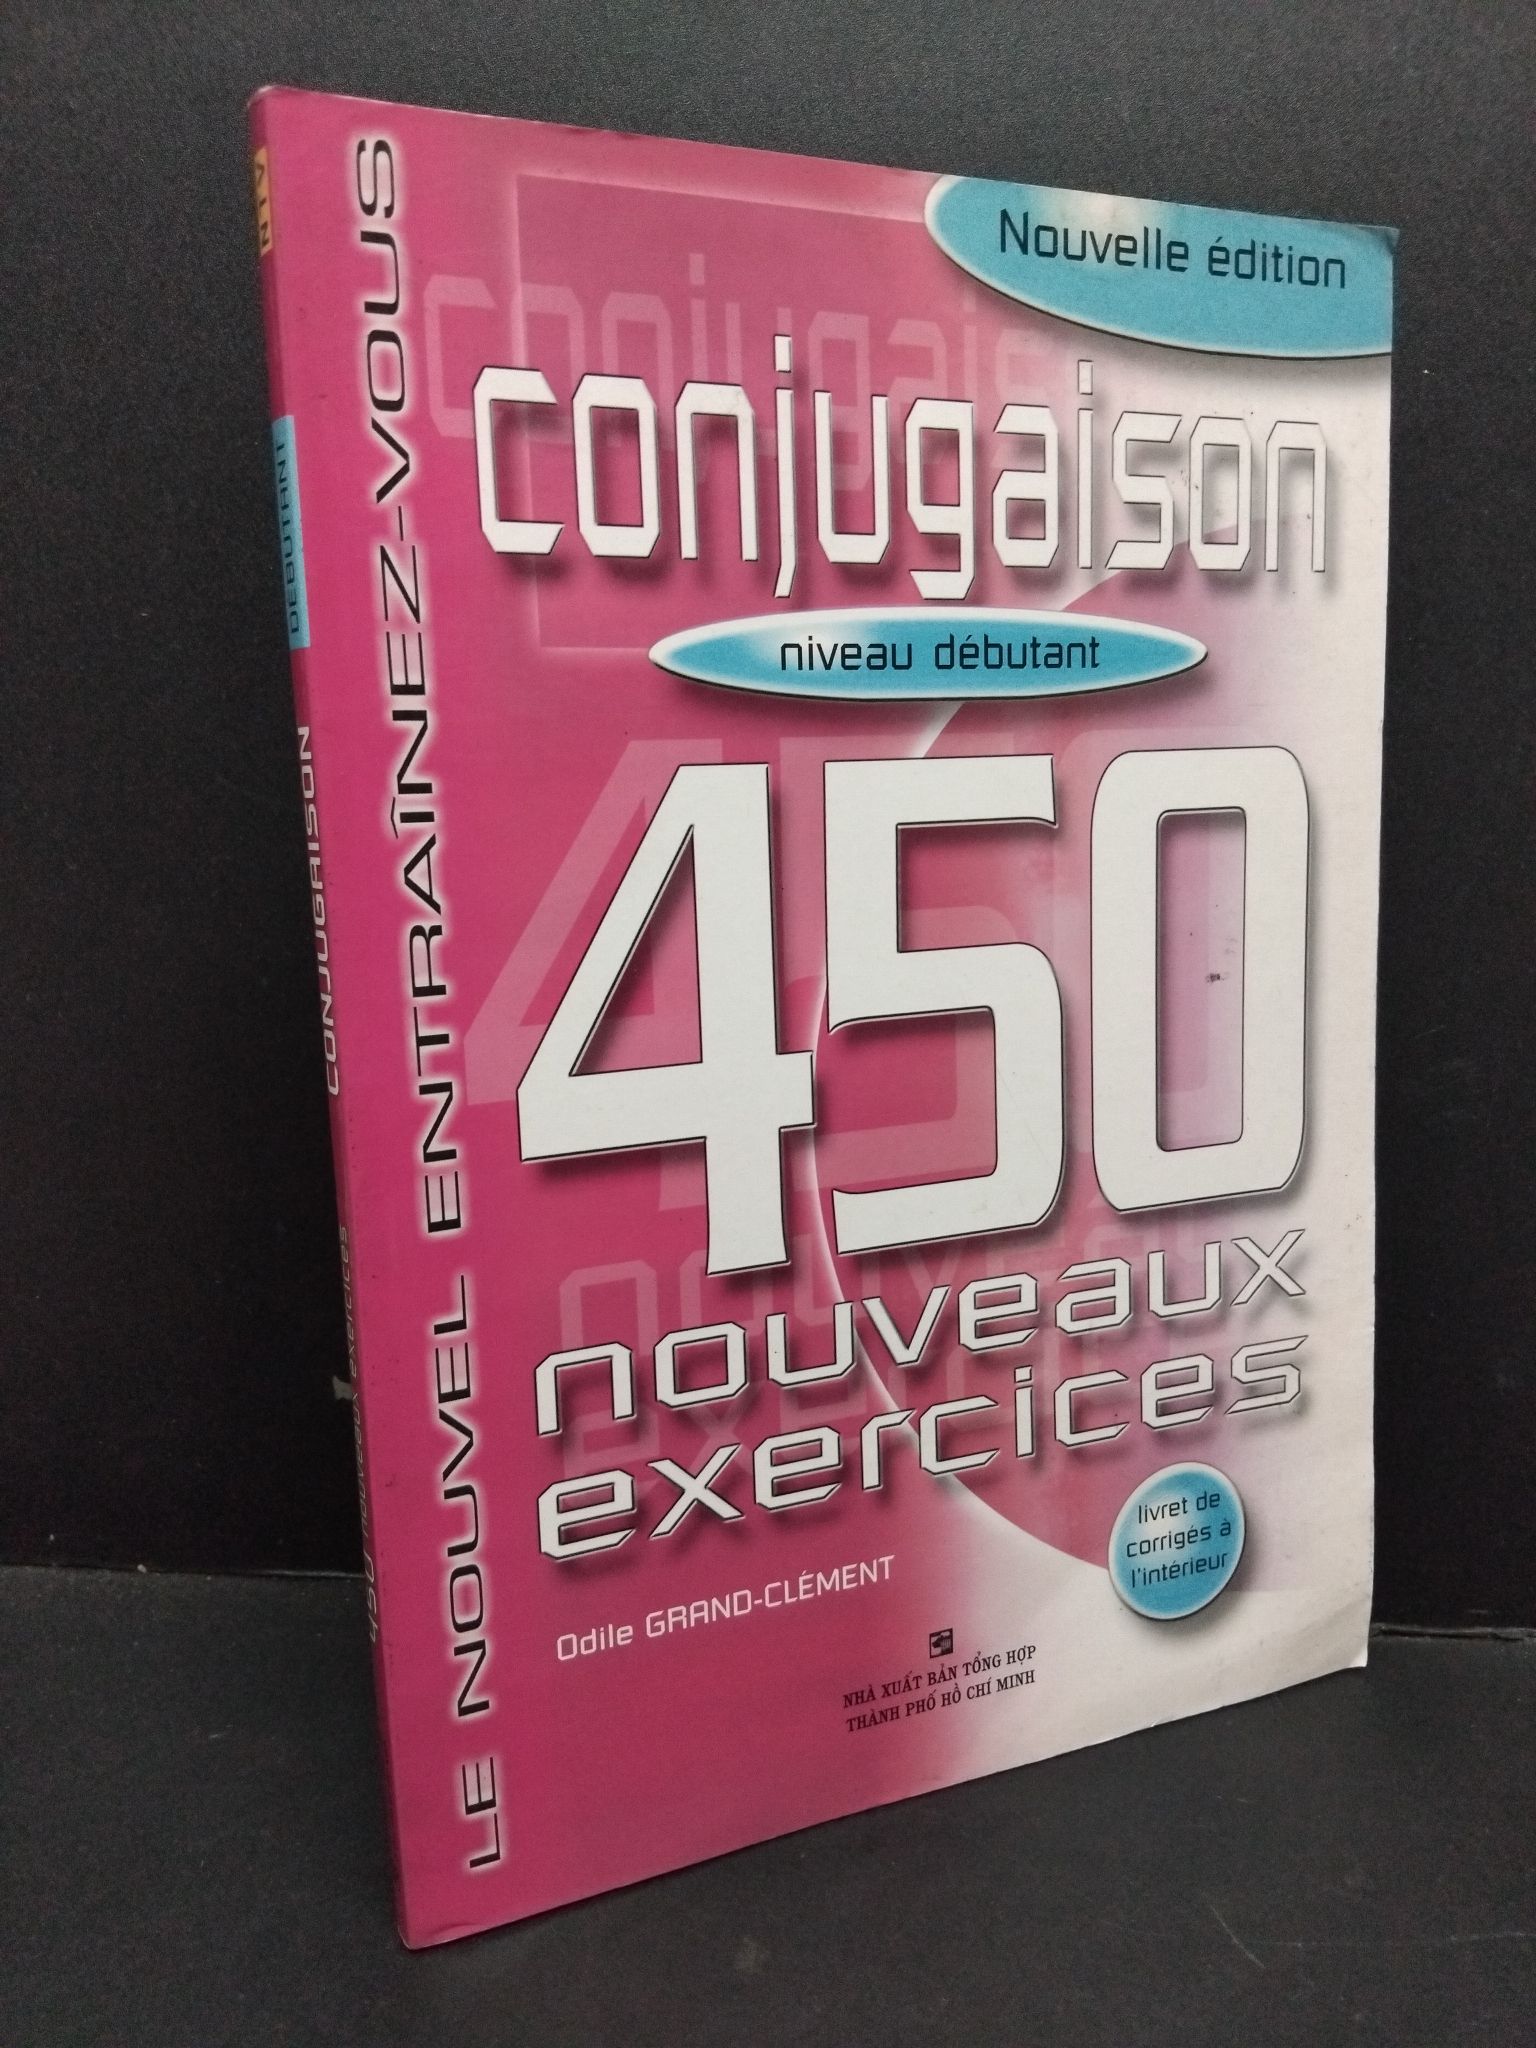 NTV
DÉBUTANT
CONJUGAISON
450 nouveaux exercices
LE NOUVEL ENTRAÎNEZ-VOUS
Nouvelle édition
conjugaison
niveau débutant
450
nouveaux
exercices
livret de
corrigés à
l'intérieur
Odile GRAND-CLÉMENT
NHÀ XUẤT BẢN TỔNG HỢP
THÀNH PHỐ HỒ CHÍ MINH